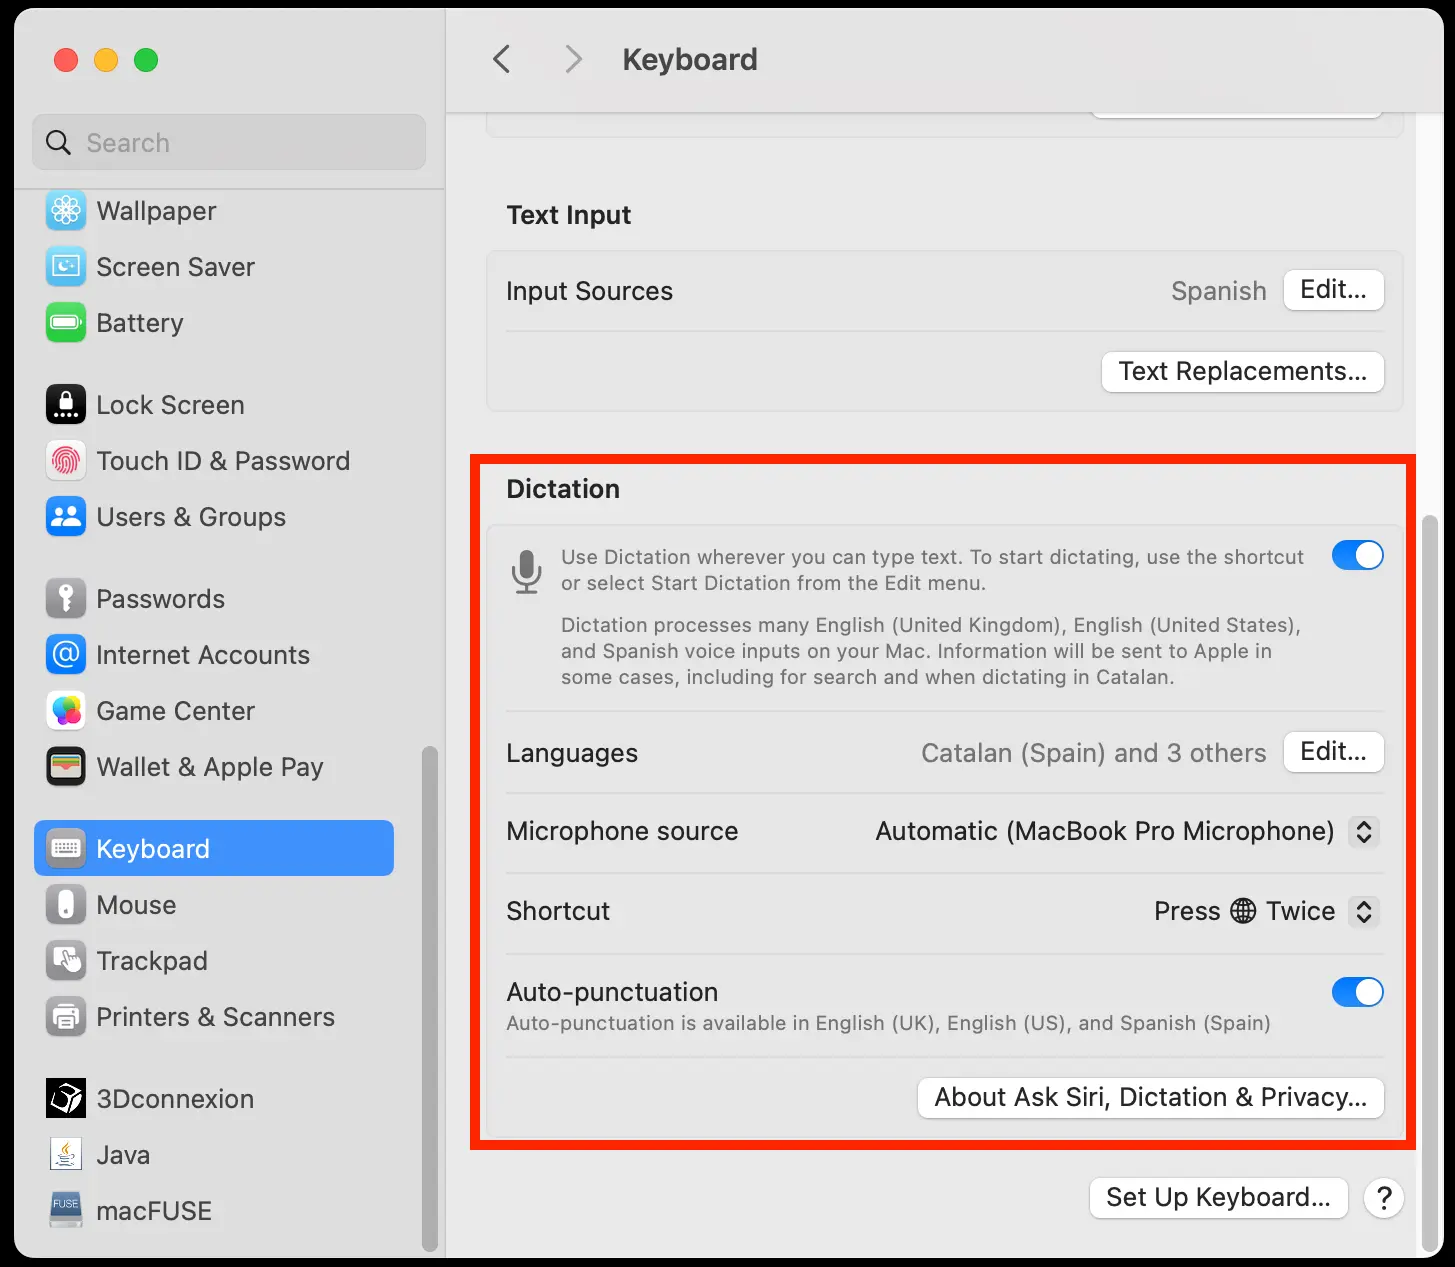 Keyboard
Search
Wallpaper
Screen Saver
Battery
Lock Screen
Touch ID & Password
Users & Groups
Passwords
Internet Accounts
Game Center
Wallet & Apple Pay
Keyboard
Mouse
Trackpad
Printers & Scanners
3Dconnexion
Java
FUSE
macFUSE
Text Input
Input Sources
Spanish
Edit...
Text Replacements...
Dictation
Use Dictation wherever you can type text. To start dictating, use the shortcut
or select Start Dictation from the Edit menu.
Dictation processes many English (United Kingdom), English (United States),
and Spanish voice inputs on your Mac. Information will be sent to Apple in
some cases, including for search and when dictating in Catalan.
Languages
Catalan (Spain) and 3 others
Edit...
Microphone source
Automatic (MacBook Pro Microphone)
Shortcut
Press Twice
Auto-punctuation
Auto-punctuation is available in English (UK), English (US), and Spanish (Spain)
About Ask Siri, Dictation & Privacy...
Set Up Keyboard...
?